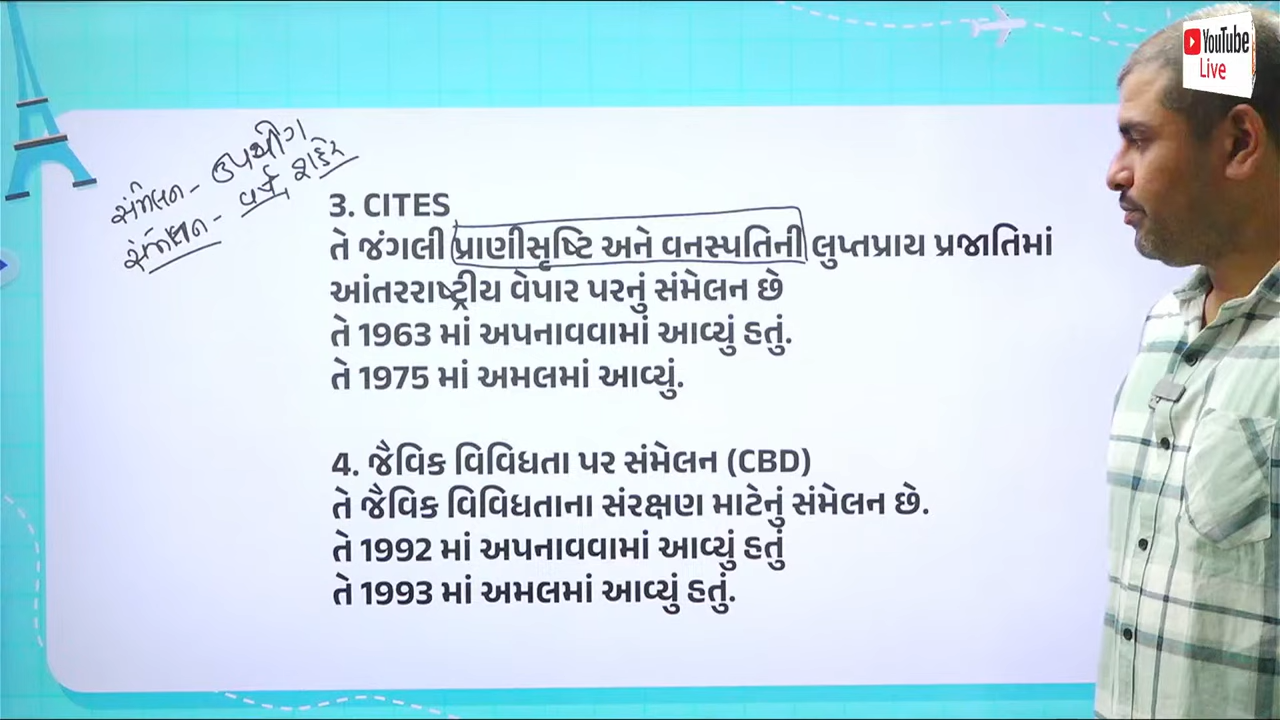 YouTube
Live
સંમેલન - ઉપયોગ
સંમેલન - વર્ષ, શહેર
3. CITES
તે જંગલી પ્રાણીસૃષ્ટિ અને વનસ્પતિની લુપ્તપ્રાય પ્રજાતિમાં
આંતરરાષ્ટ્રીય વેપાર પરનું સંમેલન છે
તે 1963 માં અપનાવવામાં આવ્યું હતું.
તે 1975 માં અમલમાં આવ્યું.
4. જૈવિક વિવિધતા પર સંમેલન (CBD)
તે જૈવિક વિવિધતાના સંરક્ષણ માટેનું સંમેલન છે.
તે 1992 માં અપનાવવામાં આવ્યું હતું
તે 1993 માં અમલમાં આવ્યું હતું.